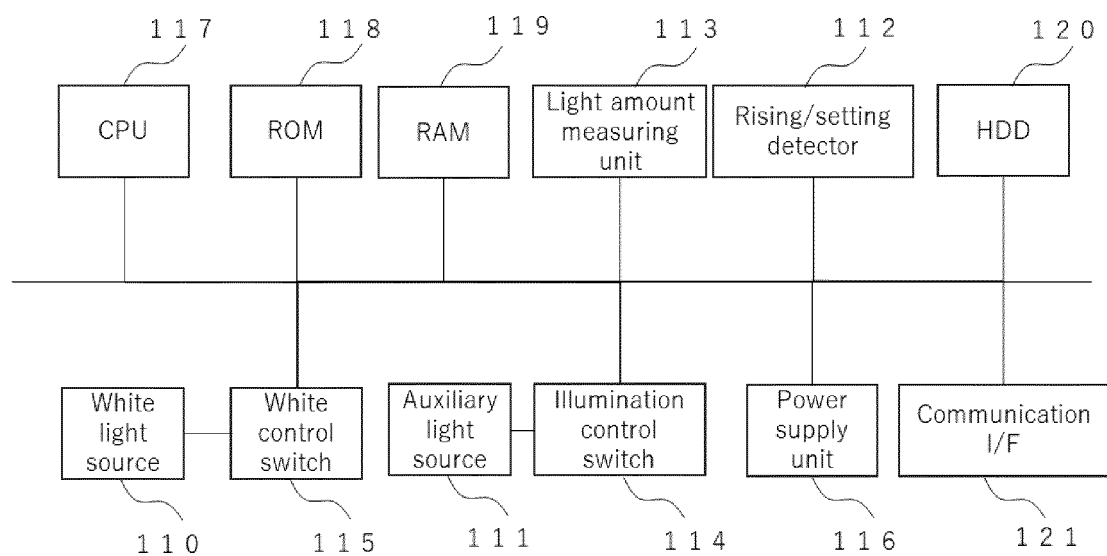 117
118
119
113
112
120
CPU
ROM
RAM
Light amount
measuring
unit
Rising/setting
detector
HDD
White
light
source
White
control
switch
Auxiliary
light
source
Illumination
control
switch
Power
supply
unit
Communication
I/F
110
115
111
114
116
121